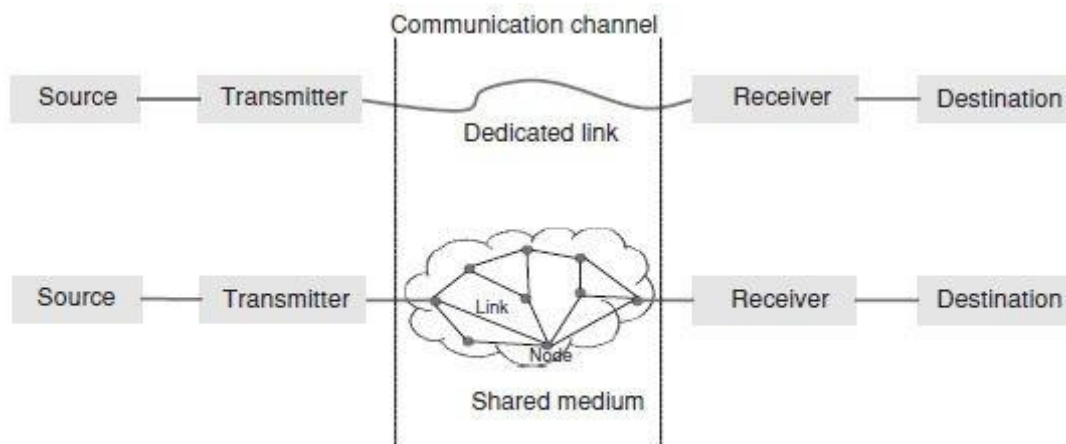 Communication channel
Source
Transmitter
Receiver
Destination
Dedicated link
Source
Transmitter
Link
Node
Receiver
Destination
Shared medium